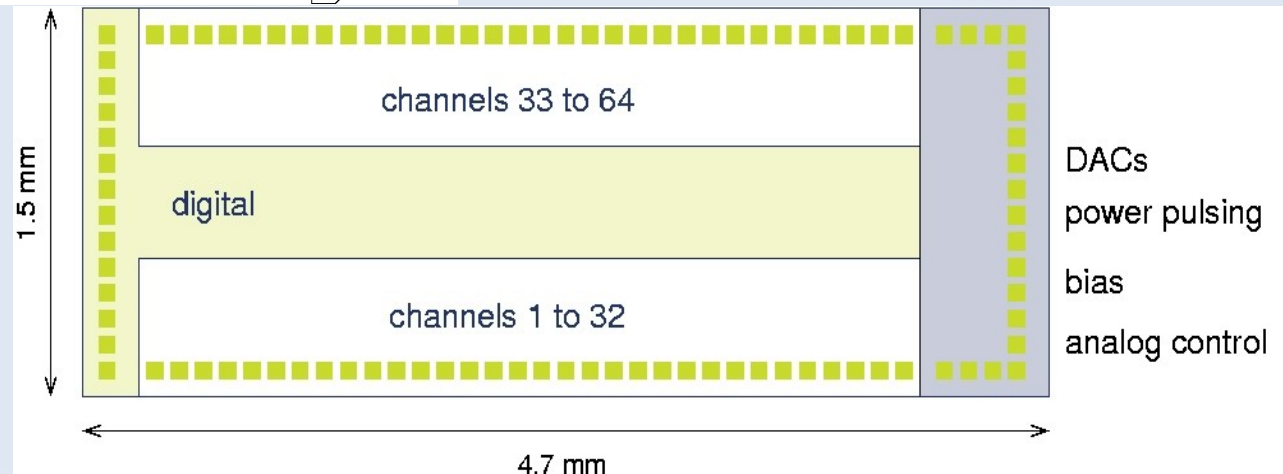 channels 33 to 64
1.5 mm
digital
channels 1 to 32
DACs
power pulsing
bias
analog control
4.7 mm